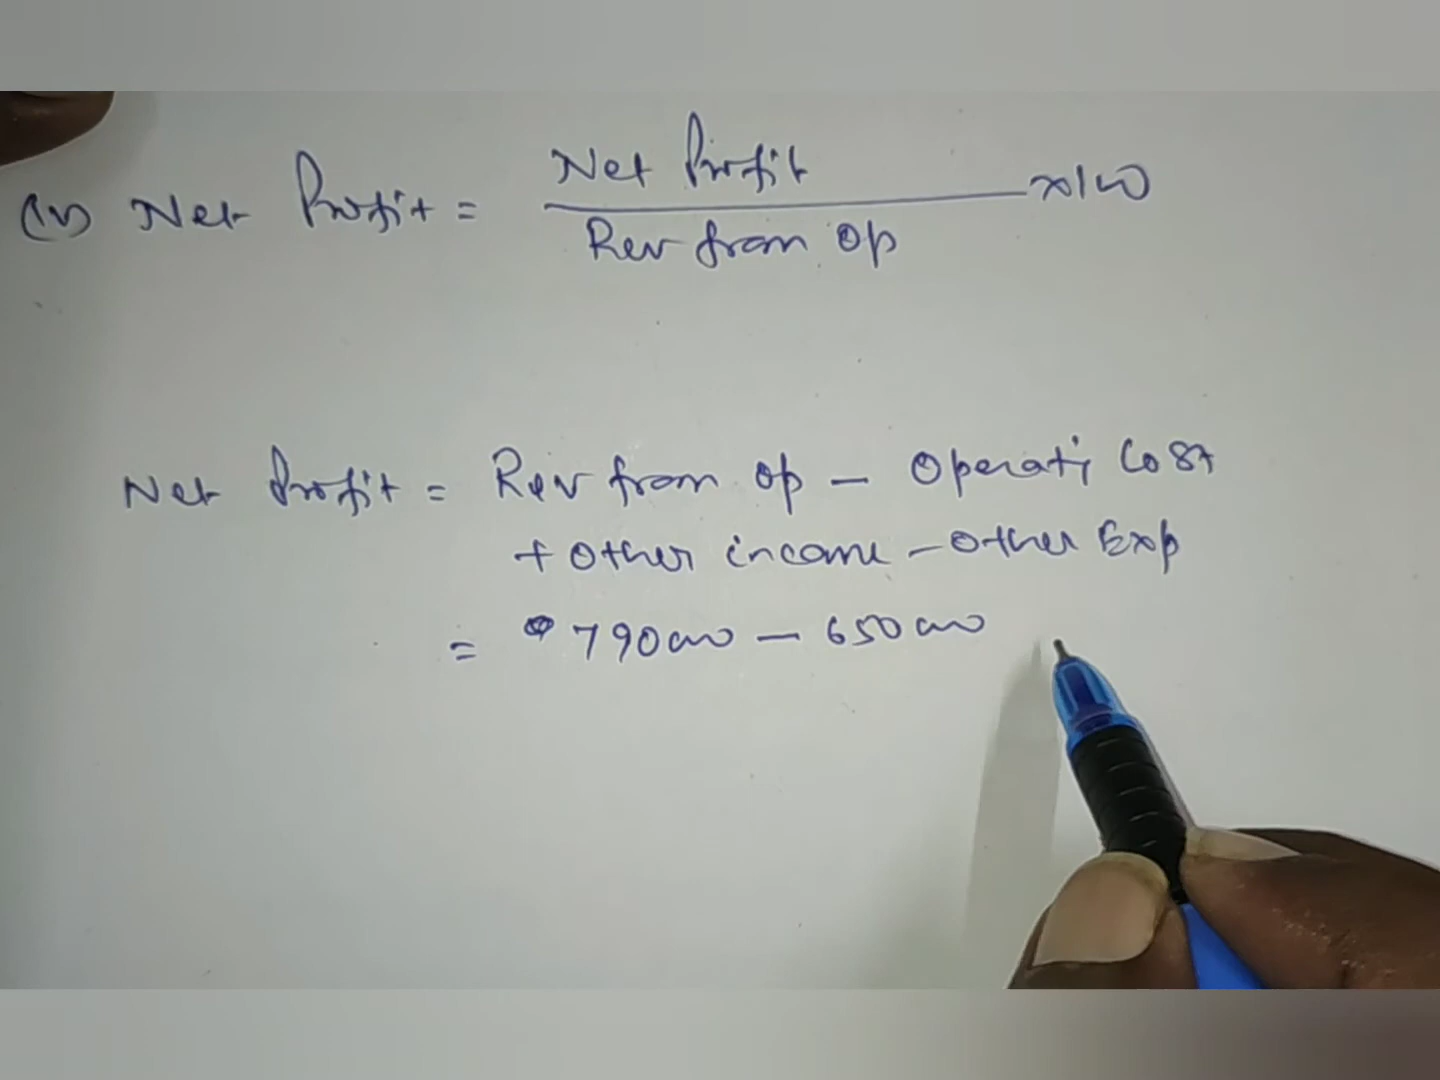 (iv) Net Profit = Net Profit / Rev from Op × 100
Net Profit = Rev from Op - Operati Cost
+ Other income - Other Exp
= 790000 - 650000